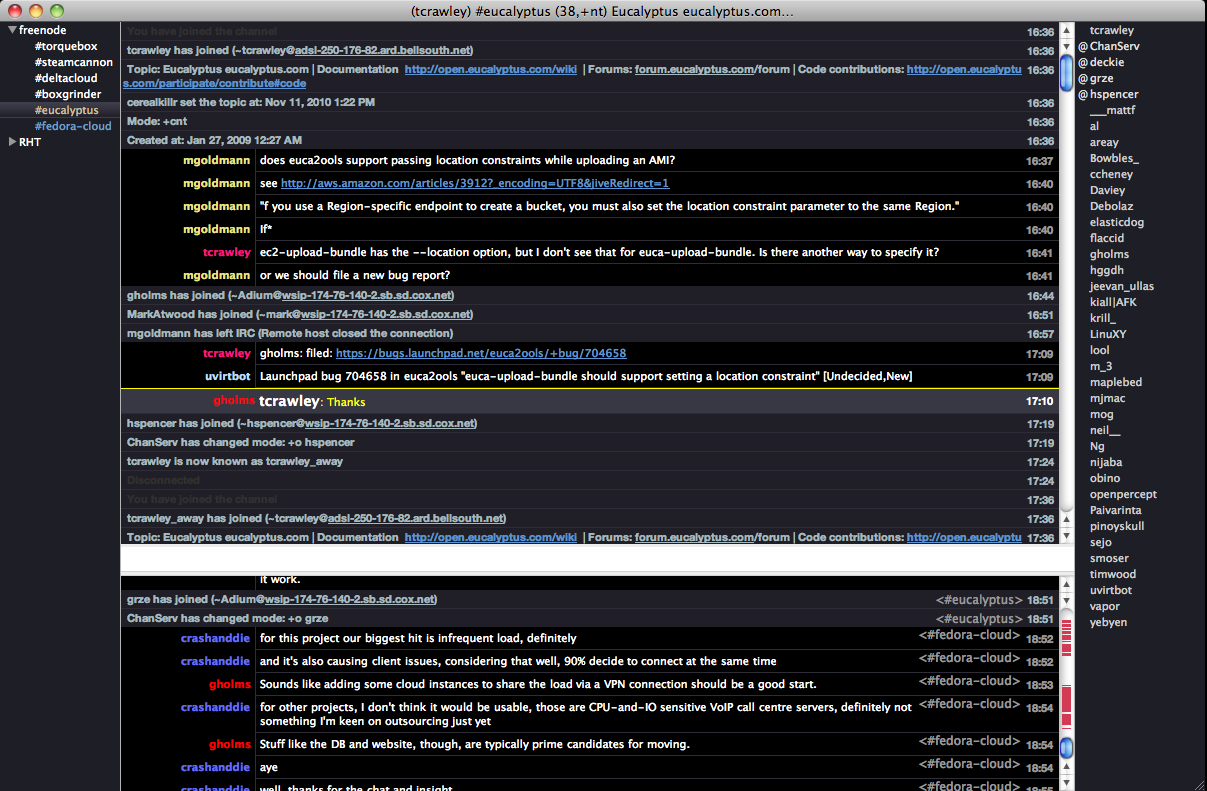 (tcrawley) #eucalyptus (38,+nt) Eucalyptus eucalyptus.com...
freenode
#torquebox
#steamcannon
#deltacloud
#boxgrinder
#eucalyptus
#fedora-cloud
RHT
You have joined the channel 16:36
tcrawley has joined (~tcrawley@adsl-250-176-82.ard.bellsouth.net) 16:36
Topic: Eucalyptus eucalyptus.com | Documentation http://open.eucalyptus.com/wiki | Forums: forum.eucalyptus.com/forum | Code contributions: http://open.eucalyptu 16:36
s.com/participate/contribute#code
cerealkillr set the topic at: Nov 11, 2010 1:22 PM 16:36
Mode: +cnt 16:36
Created at: Jan 27, 2009 12:27 AM 16:36
mgoldmann does euca2ools support passing location constraints while uploading an AMI? 16:37
mgoldmann see http://aws.amazon.com/articles/3912?_encoding=UTF8&jiveRedirect=1 16:40
mgoldmann "f you use a Region-specific endpoint to create a bucket, you must also set the location constraint parameter to the same Region." 16:40
mgoldmann If* 16:40
tcrawley ec2-upload-bundle has the --location option, but I don't see that for euca-upload-bundle. Is there another way to specify it? 16:41
mgoldmann or we should file a new bug report? 16:41
gholms has joined (~Adium@wsip-174-76-140-2.sb.sd.cox.net) 16:44
MarkAtwood has joined (~mark@wsip-174-76-140-2.sb.sd.cox.net) 16:51
mgoldmann has left IRC (Remote host closed the connection) 16:57
tcrawley gholms: filed: https://bugs.launchpad.net/euca2ools/+bug/704658 17:09
uvirtbot Launchpad bug 704658 in euca2ools "euca-upload-bundle should support setting a location constraint" [Undecided,New] 17:09
gholms tcrawley: Thanks 17:10
hspencer has joined (~hspencer@wsip-174-76-140-2.sb.sd.cox.net) 17:19
ChanServ has changed mode: +o hspencer 17:19
tcrawley is now known as tcrawley_away 17:24
Disconnected 17:24
You have joined the channel 17:36
tcrawley_away has joined (~tcrawley@adsl-250-176-82.ard.bellsouth.net) 17:36
Topic: Eucalyptus eucalyptus.com | Documentation http://open.eucalyptus.com/wiki | Forums: forum.eucalyptus.com/forum | Code contributions: http://open.eucalyptu 17:36
it work.
grze has joined (~Adium@wsip-174-76-140-2.sb.sd.cox.net) <#eucalyptus> 18:51
ChanServ has changed mode: +o grze <#eucalyptus> 18:51
crashanddie for this project our biggest hit is infrequent load, definitely <#fedora-cloud> 18:52
crashanddie and it's also causing client issues, considering that well, 90% decide to connect at the same time <#fedora-cloud> 18:52
gholms Sounds like adding some cloud instances to share the load via a VPN connection should be a good start. <#fedora-cloud> 18:53
crashanddie for other projects, I don't think it would be usable, those are CPU-and-IO sensitive VoIP call centre servers, definitely not <#fedora-cloud> 18:54
something I'm keen on outsourcing just yet
gholms Stuff like the DB and website, though, are typically prime candidates for moving. <#fedora-cloud> 18:54
crashanddie aye <#fedora-cloud> 18:54
crashanddie well, thanks for the chat and insight <#fedora-cloud> 18:55
tcrawley
@ChanServ
@deckie
@grze
@hspencer
___mattf
al
areay
Bowbles_
ccheney
Daviey
Debolaz
elasticdog
flaccid
gholms
hggdh
jeevan_ullas
kiall|AFK
krill_
LinuXY
lool
m_3
maplebed
mjmac
mog
neil__
Ng
nijaba
obino
openpercept
Paivarinta
pinoyskull
sejo
smoser
timwood
uvirtbot
vapor
yebyen